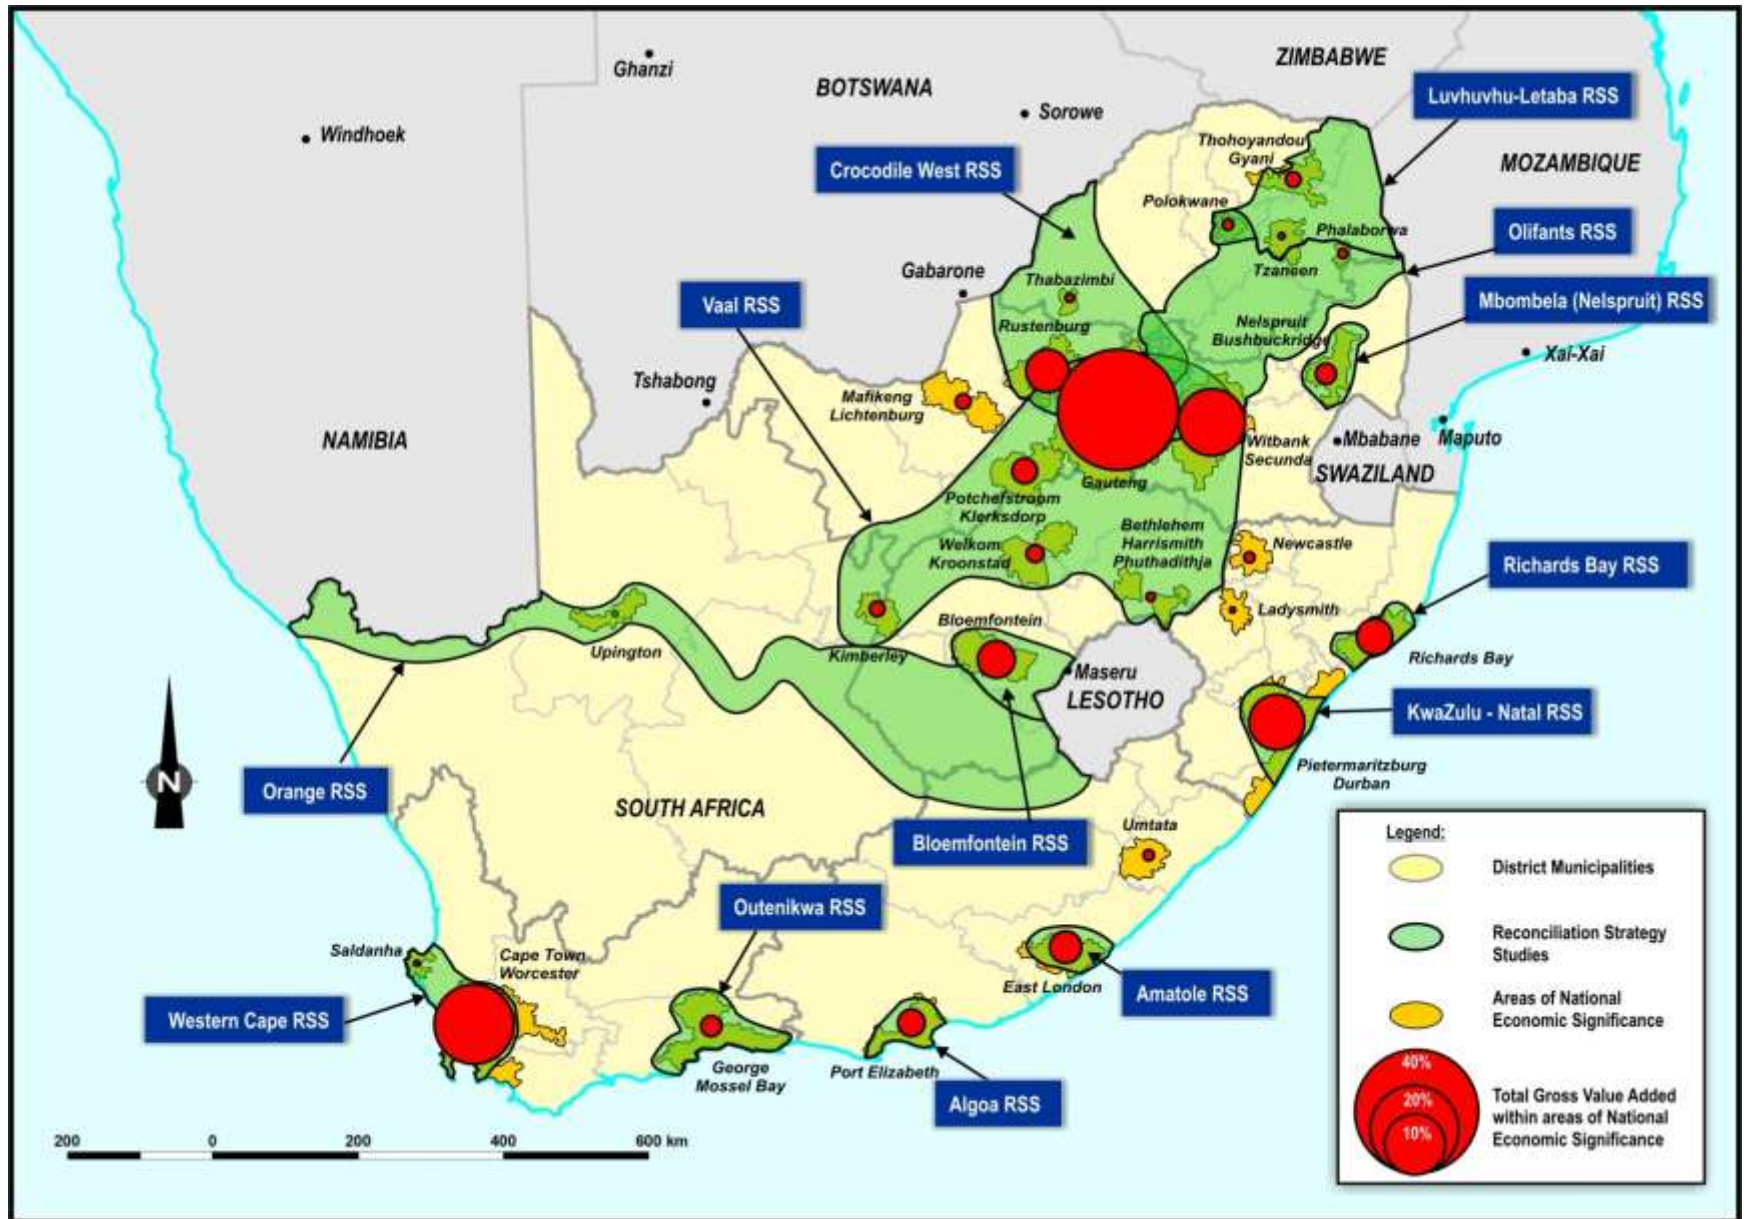 ZIMBABWE
Ghanzi
BOTSWANA
Luvhuvhu-Letaba RSS
Sorowe
Windhoek
Thohoyandou
Gyani
MOZAMBIQUE
Crocodile West RSS
Polokwane
Phalaborwa
Olifants RSS
Gabarone
Tzaneen
Thabazimbi
Mbombela (Nelspruit) RSS
Vaal RSS
Rustenburg
Nelspruit
Bushbuckridge
Xai-Xai
Tshabong
Mafikeng
Lichtenburg
NAMIBIA
Witbank
Secunda
Mbabane
Maputo
SWAZILAND
Gauteng
Potchefstroom
Klerksdorp
Bethlehem
Harrismith
Phuthadithja
Welkom
Kroonstad
Newcastle
Richards Bay RSS
Ladysmith
Bloemfontein
Upington
Kimberley
Richards Bay
Maseru
LESOTHO
KwaZulu - Natal RSS
Pietermaritzburg
Durban
N
Orange RSS
SOUTH AFRICA
Umtata
Bloemfontein RSS
Outenikwa RSS
Saldanha
Cape Town
Worcester
East London
Amatole RSS
Western Cape RSS
George
Mossel Bay
Port Elizabeth
Algoa RSS
200 0 200 400 600 km
Legend:
District Municipalities
Reconciliation Strategy
Studies
Areas of National
Economic Significance
40%
20%
10%
Total Gross Value Added
within areas of National
Economic Significance